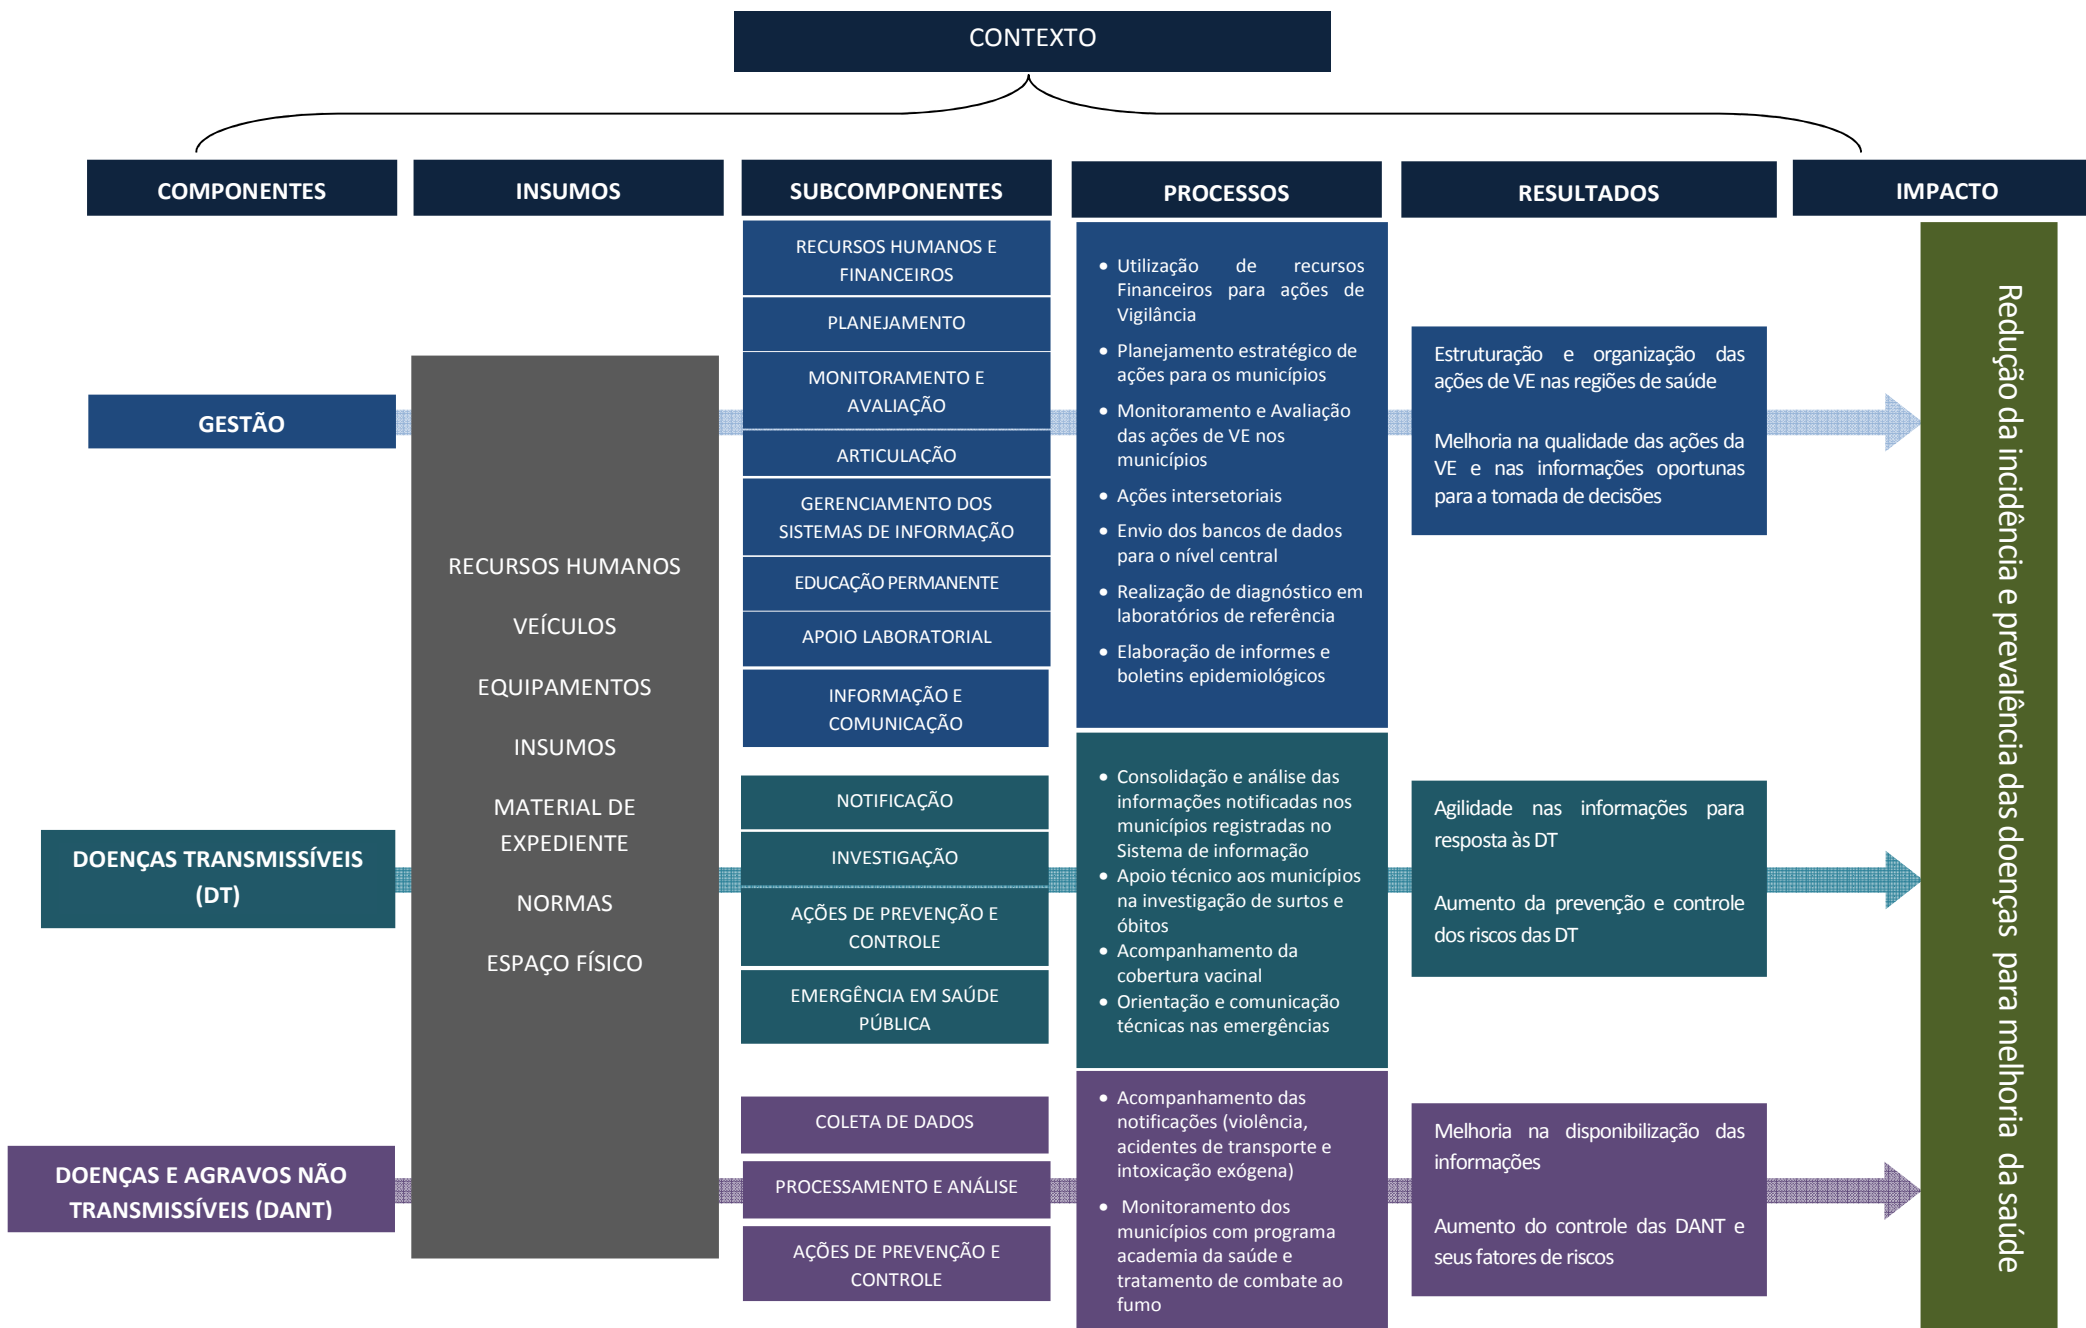 CONTEXTO
COMPONENTES
INSUMOS
SUBCOMPONENTES
PROCESSOS
RESULTADOS
IMPACTO
GESTÃO
DOENÇAS TRANSMISSÍVEIS
(DT)
DOENÇAS E AGRAVOS NÃO
TRANSMISSÍVEIS (DANT)
RECURSOS HUMANOS
VEÍCULOS
EQUIPAMENTOS
INSUMOS
MATERIAL DE
EXPEDIENTE
NORMAS
ESPAÇO FÍSICO
RECURSOS HUMANOS E
FINANCEIROS
PLANEJAMENTO
MONITORAMENTO E
AVALIAÇÃO
ARTICULAÇÃO
GERENCIAMENTO DOS
SISTEMAS DE INFORMAÇÃO
EDUCAÇÃO PERMANENTE
APOIO LABORATORIAL
INFORMAÇÃO E
COMUNICAÇÃO
NOTIFICAÇÃO
INVESTIGAÇÃO
AÇÕES DE PREVENÇÃO E
CONTROLE
EMERGÊNCIA EM SAÚDE
PÚBLICA
COLETA DE DADOS
PROCESSAMENTO E ANÁLISE
AÇÕES DE PREVENÇÃO E
CONTROLE
• Utilização de recursos
Financeiros para ações de
Vigilância
• Planejamento estratégico de
ações para os municípios
• Monitoramento e Avaliação
das ações de VE nos
municípios
• Ações intersetoriais
• Envio dos bancos de dados
para o nível central
• Realização de diagnóstico em
laboratórios de referência
• Elaboração de informes e
boletins epidemiológicos
• Consolidação e análise das
informações notificadas nos
municípios registradas no
Sistema de informação
• Apoio técnico aos municípios
na investigação de surtos e
óbitos
• Acompanhamento da
cobertura vacinal
• Orientação e comunicação
técnicas nas emergências
• Acompanhamento das
notificações (violência,
acidentes de transporte e
intoxicação exógena)
• Monitoramento dos
municípios com programa
academia da saúde e
tratamento de combate ao
fumo
Estruturação e organização das
ações de VE nas regiões de saúde
Melhoria na qualidade das ações da
VE e nas informações oportunas
para a tomada de decisões
Agilidade nas informações para
resposta às DT
Aumento da prevenção e controle
dos riscos das DT
Melhoria na disponibilização das
informações
Aumento do controle das DANT e
seus fatores de riscos
Redução da incidência e prevalência das doenças para melhoria da saúde